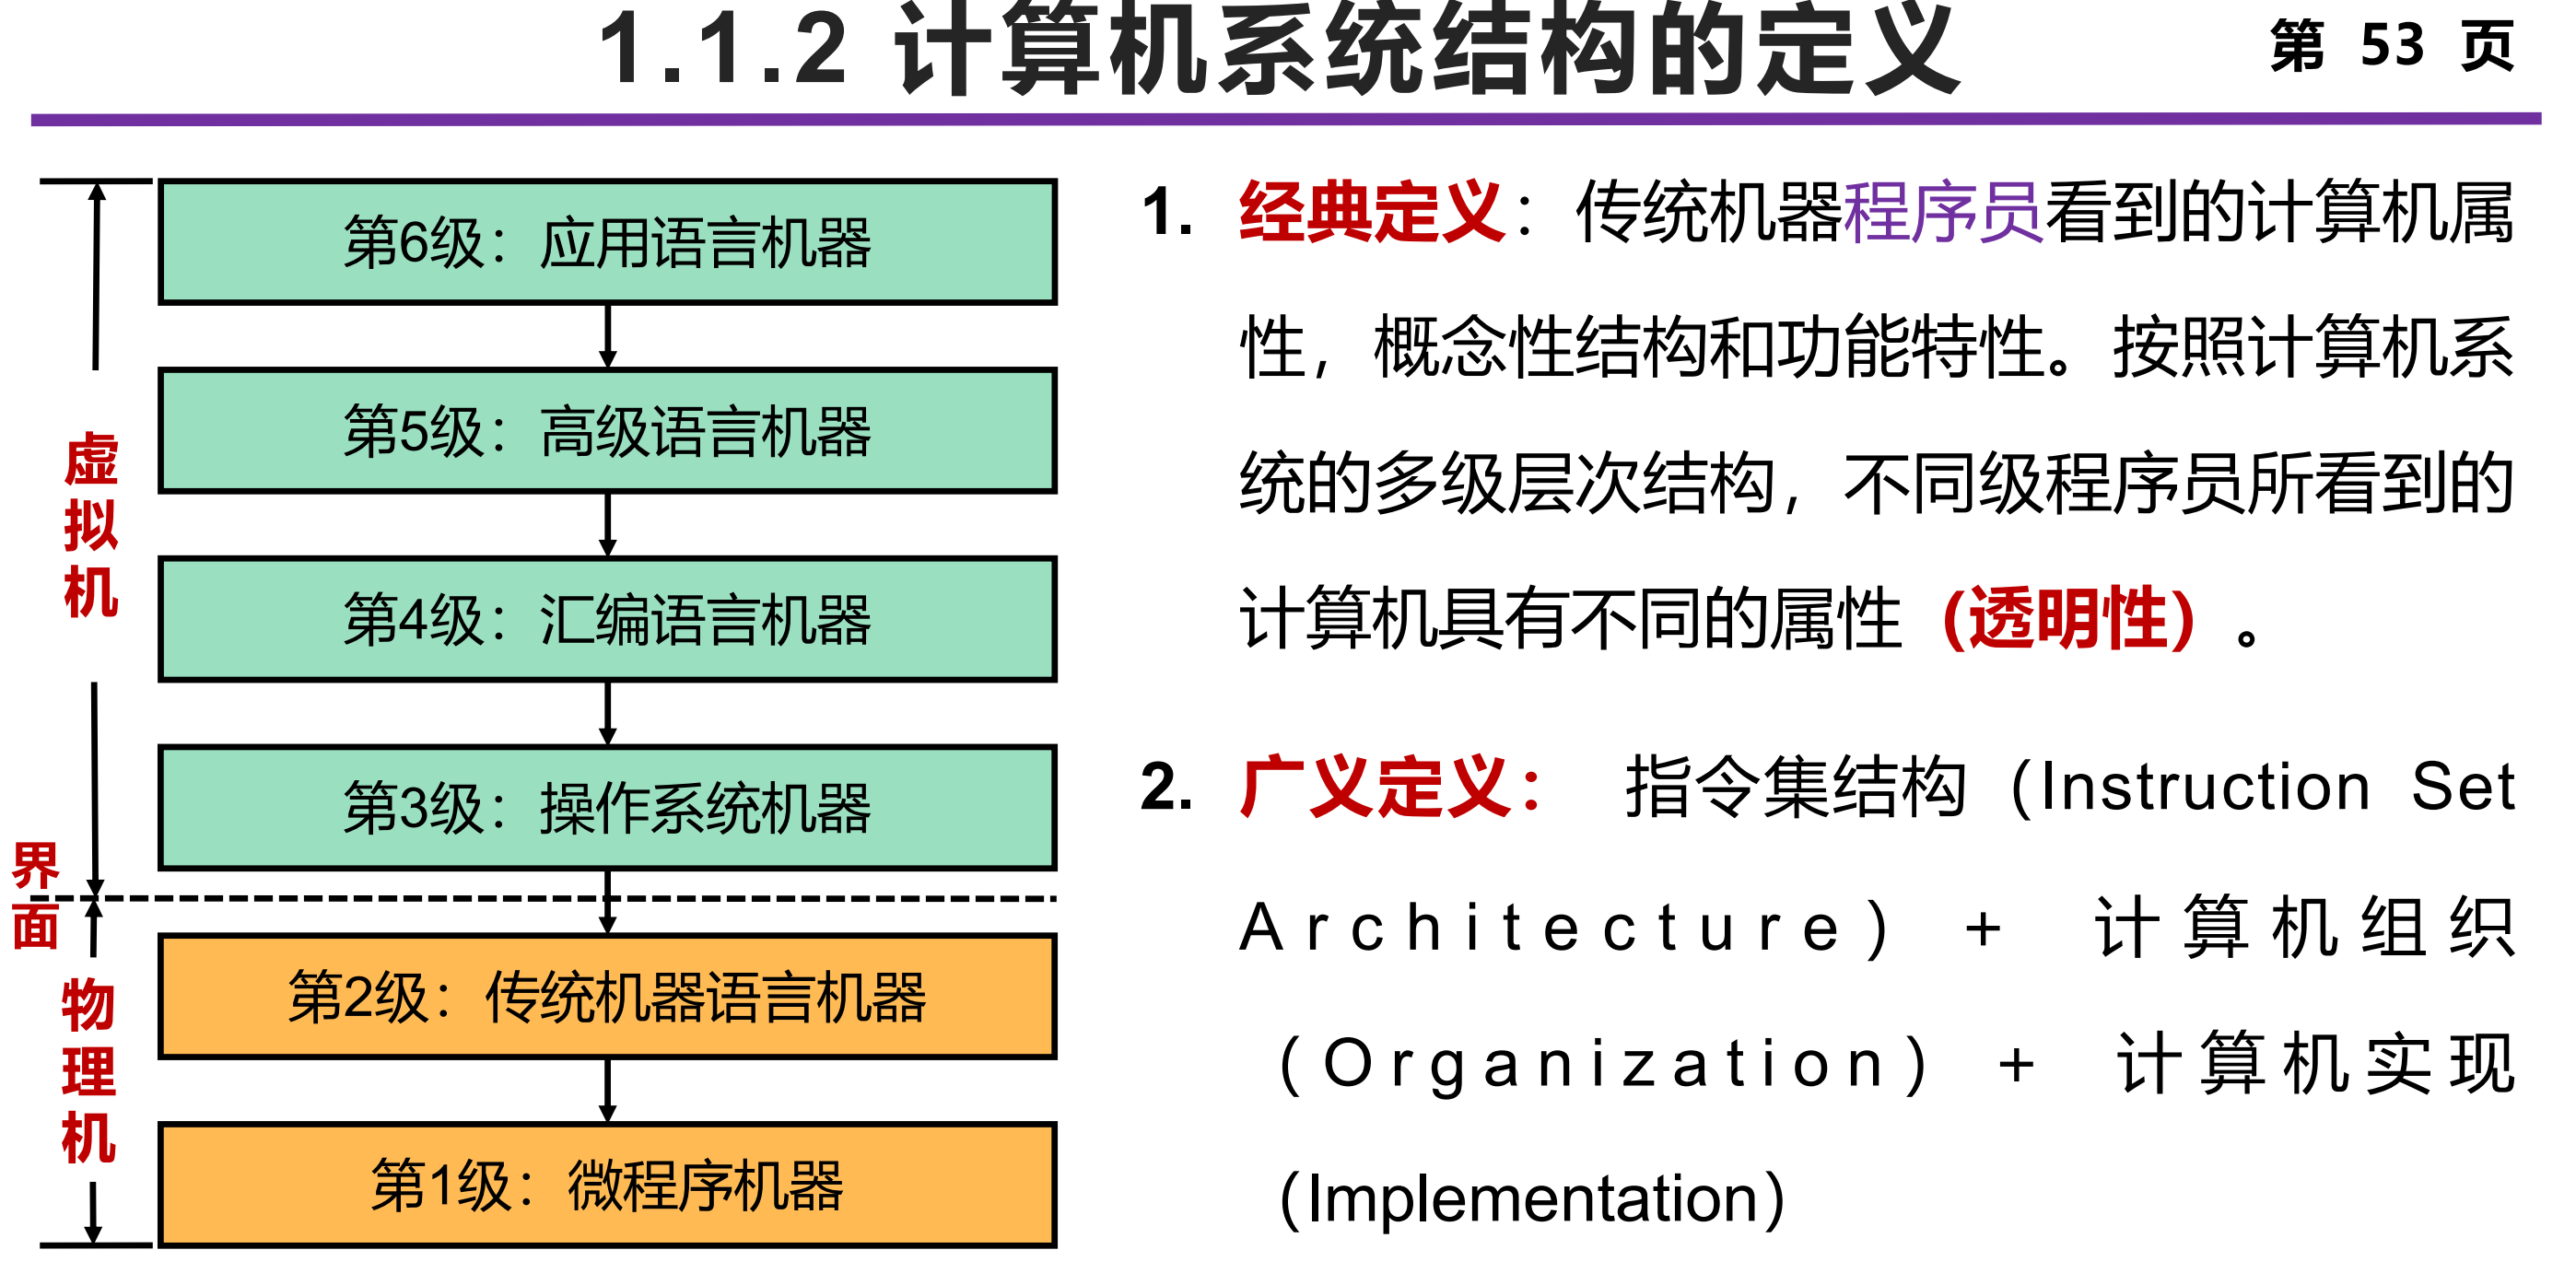 1.1.2 计算机系统结构的定义
第 53 页
第6级：应用语言机器
第5级：高级语言机器
第4级：汇编语言机器
第3级：操作系统机器
第2级：传统机器语言机器
第1级：微程序机器
虚拟机
界面
物理机
1. 经典定义：传统机器程序员看到的计算机属
性，概念性结构和功能特性。按照计算机系
统的多级层次结构，不同级程序员所看到的
计算机具有不同的属性（透明性）。
2. 广义定义： 指令集结构（Instruction Set
Architecture） + 计算机组织
（Organization） + 计算机实现
（Implementation）